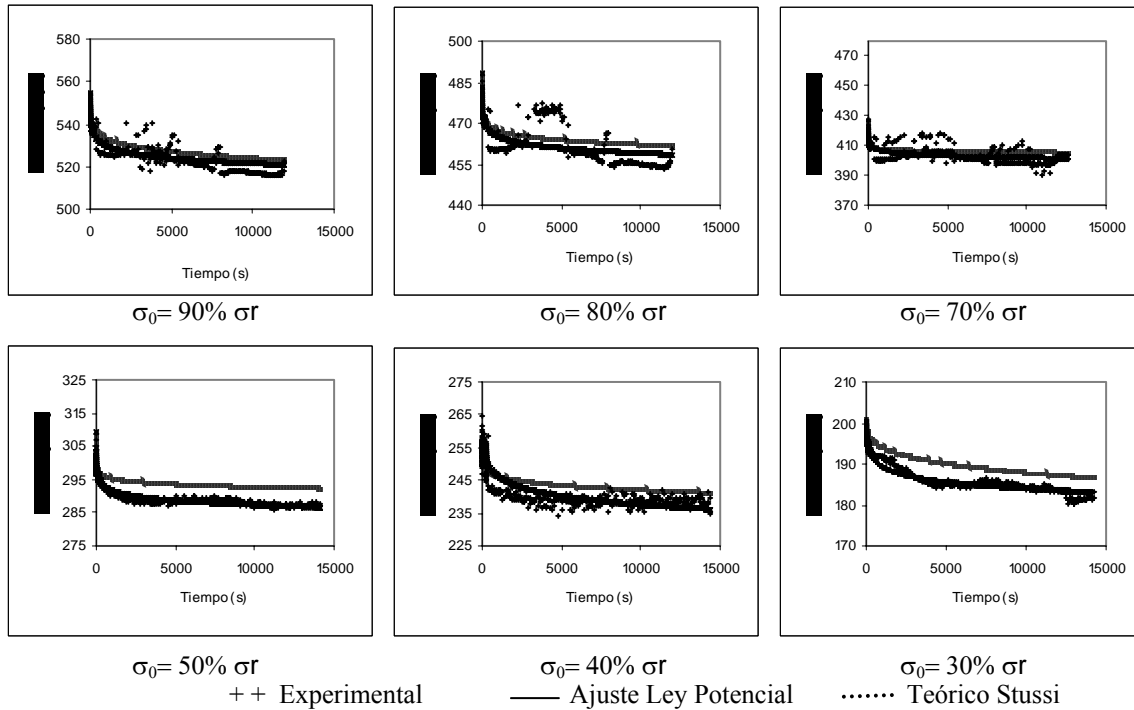 580
560
540
520
500
0 5000 10000 15000
Tiempo (s)
σ0= 90% σr
500
485
470
455
440
0 5000 10000 15000
Tiempo (s)
σ0= 80% σr
470
450
430
410
390
370
0 5000 10000 15000
Tiempo (s)
σ0= 70% σr
325
315
305
295
285
275
0 5000 10000 15000
Tiempo (s)
σ0= 50% σr
275
265
255
245
235
225
0 5000 10000 15000
Tiempo (s)
σ0= 40% σr
210
200
190
180
170
0 5000 10000 15000
Tiempo (s)
σ0= 30% σr
+ + Experimental —— Ajuste Ley Potencial ........ Teórico Stussi